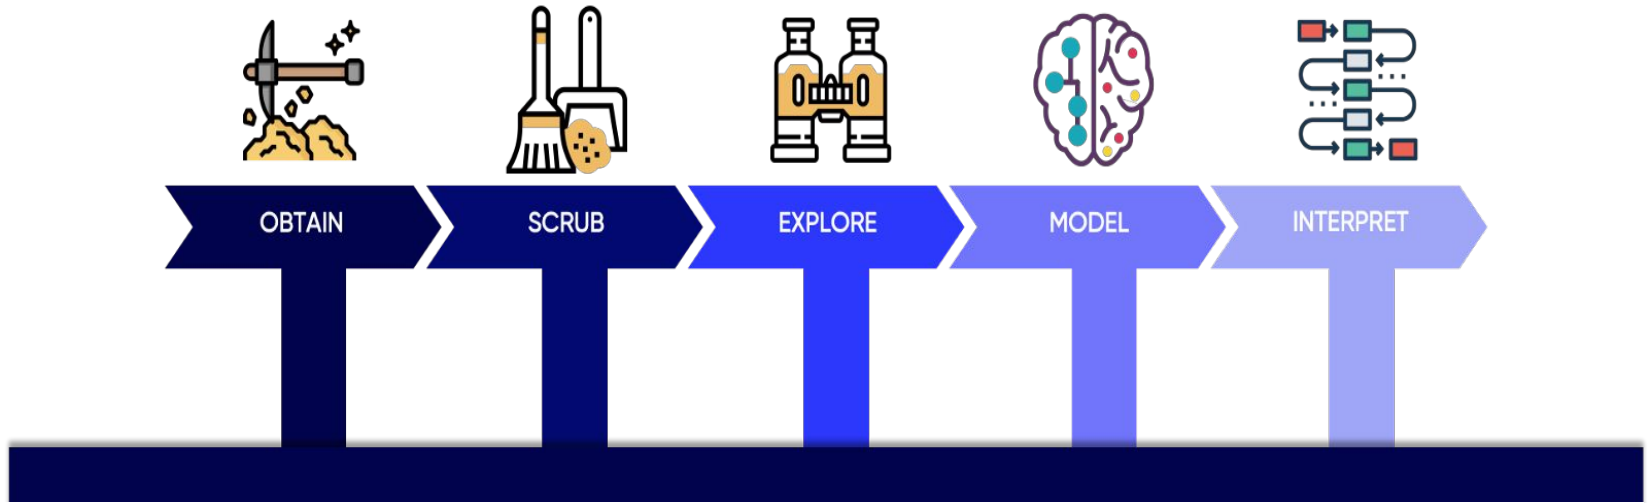 OBTAIN
SCRUB
EXPLORE
MODEL
INTERPRET